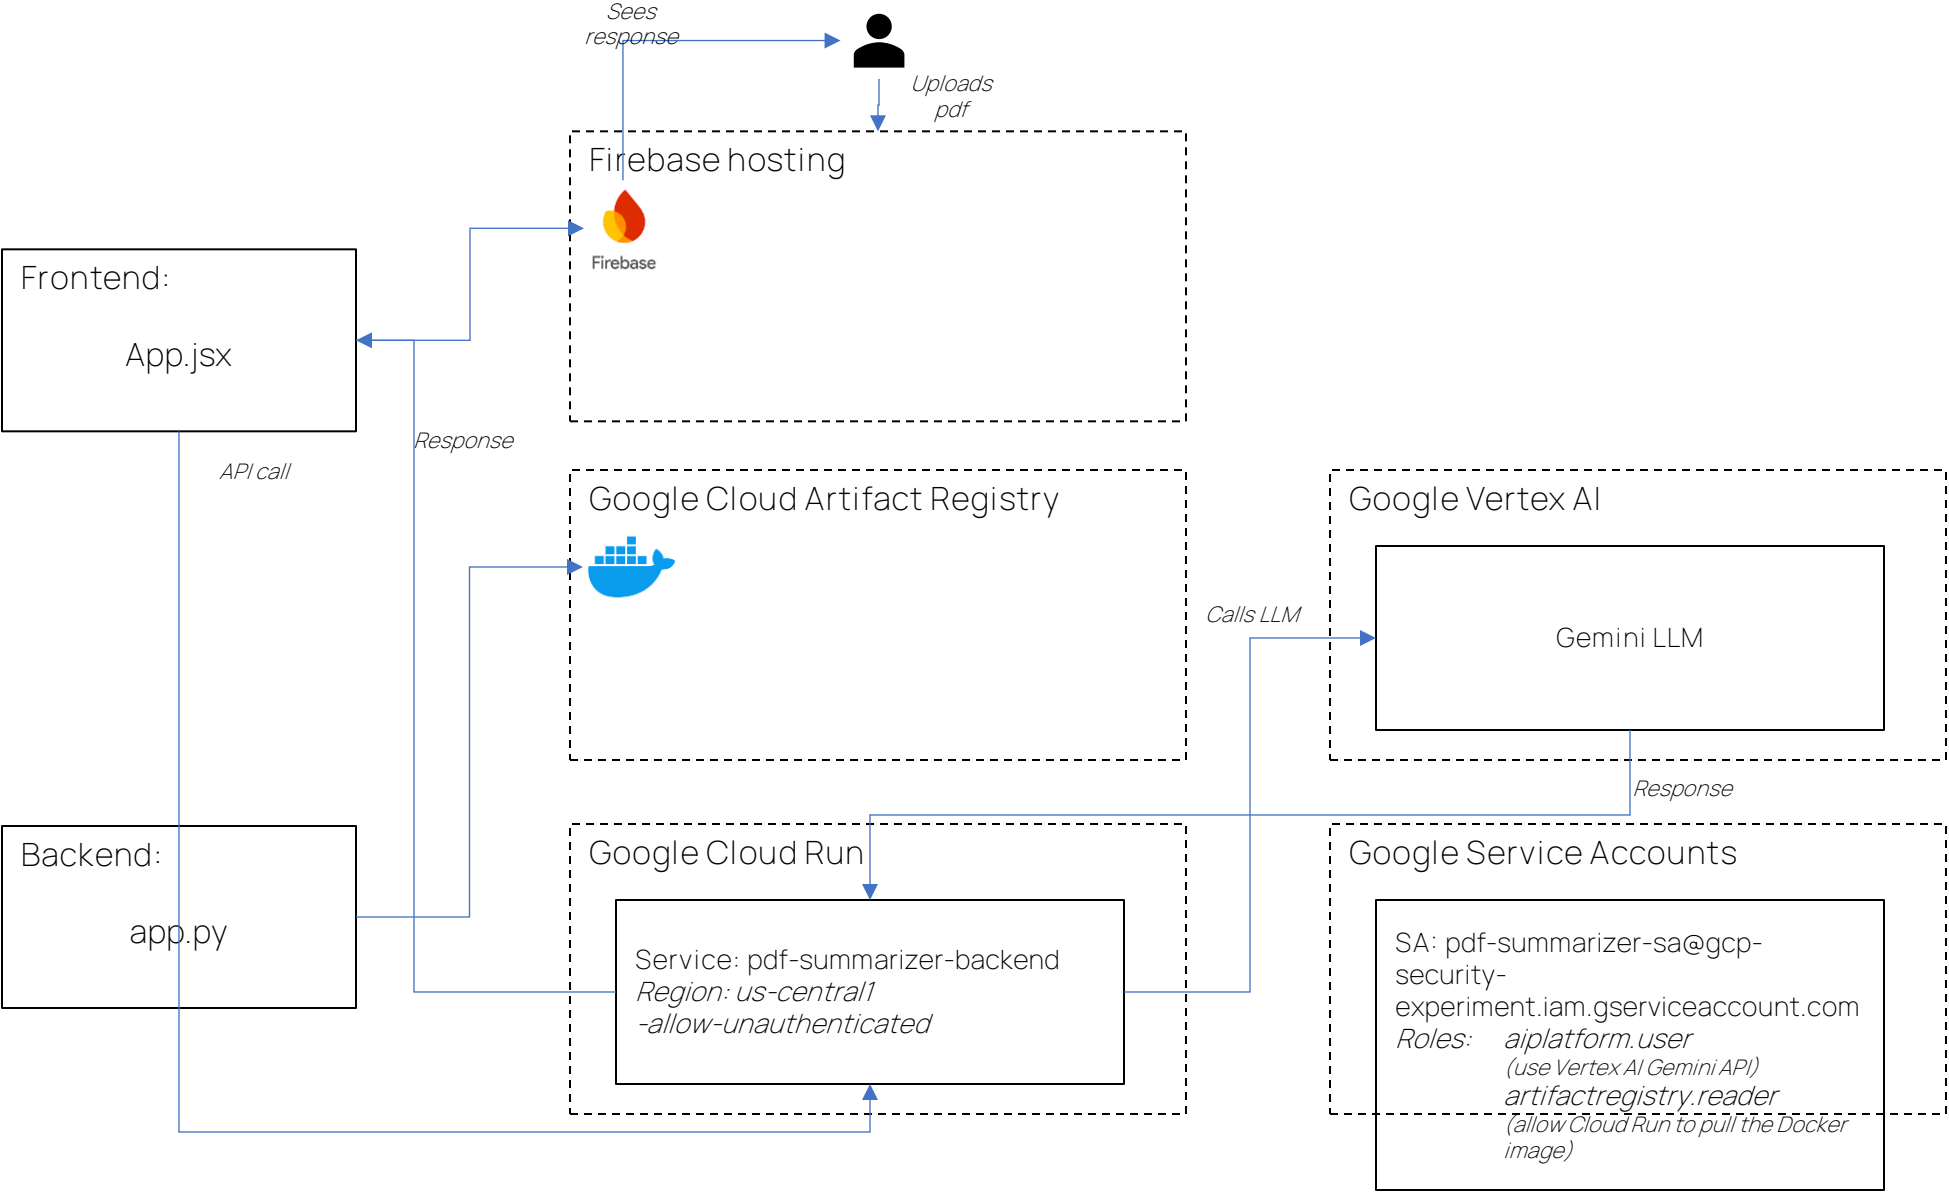 Sees
response
Uploads
pdf
Firebase hosting
Firebase
Frontend:
App.jsx
API call
Response
Google Cloud Artifact Registry
Google Vertex AI
Calls LLM
Gemini LLM
Response
Backend:
app.py
Google Cloud Run
Service: pdf-summarizer-backend
Region: us-central1
-allow-unauthenticated
Google Service Accounts
SA: pdf-summarizer-sa@gcp-
security-
experiment.iam.gserviceaccount.com
Roles: aiplatform.user
(use Vertex AI Gemini API)
artifactregistry.reader
(allow Cloud Run to pull the Docker
image)